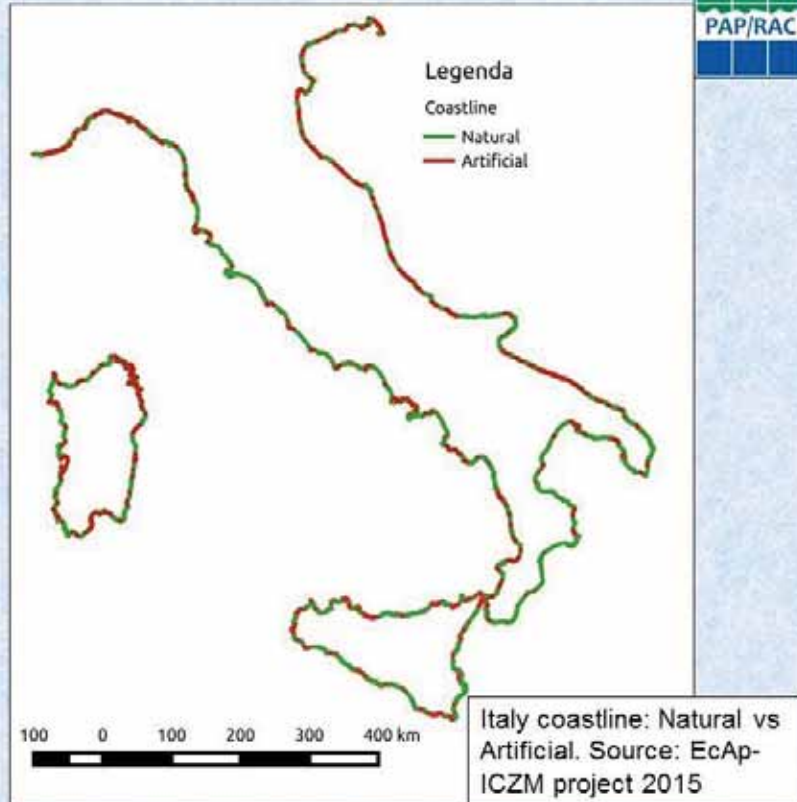 PAP/RAC
Legenda
Coastline
Natural
Artificial
100 0 100 200 300 400 km
Italy coastline: Natural vs
Artificial. Source: EcAp-
ICZM project 2015